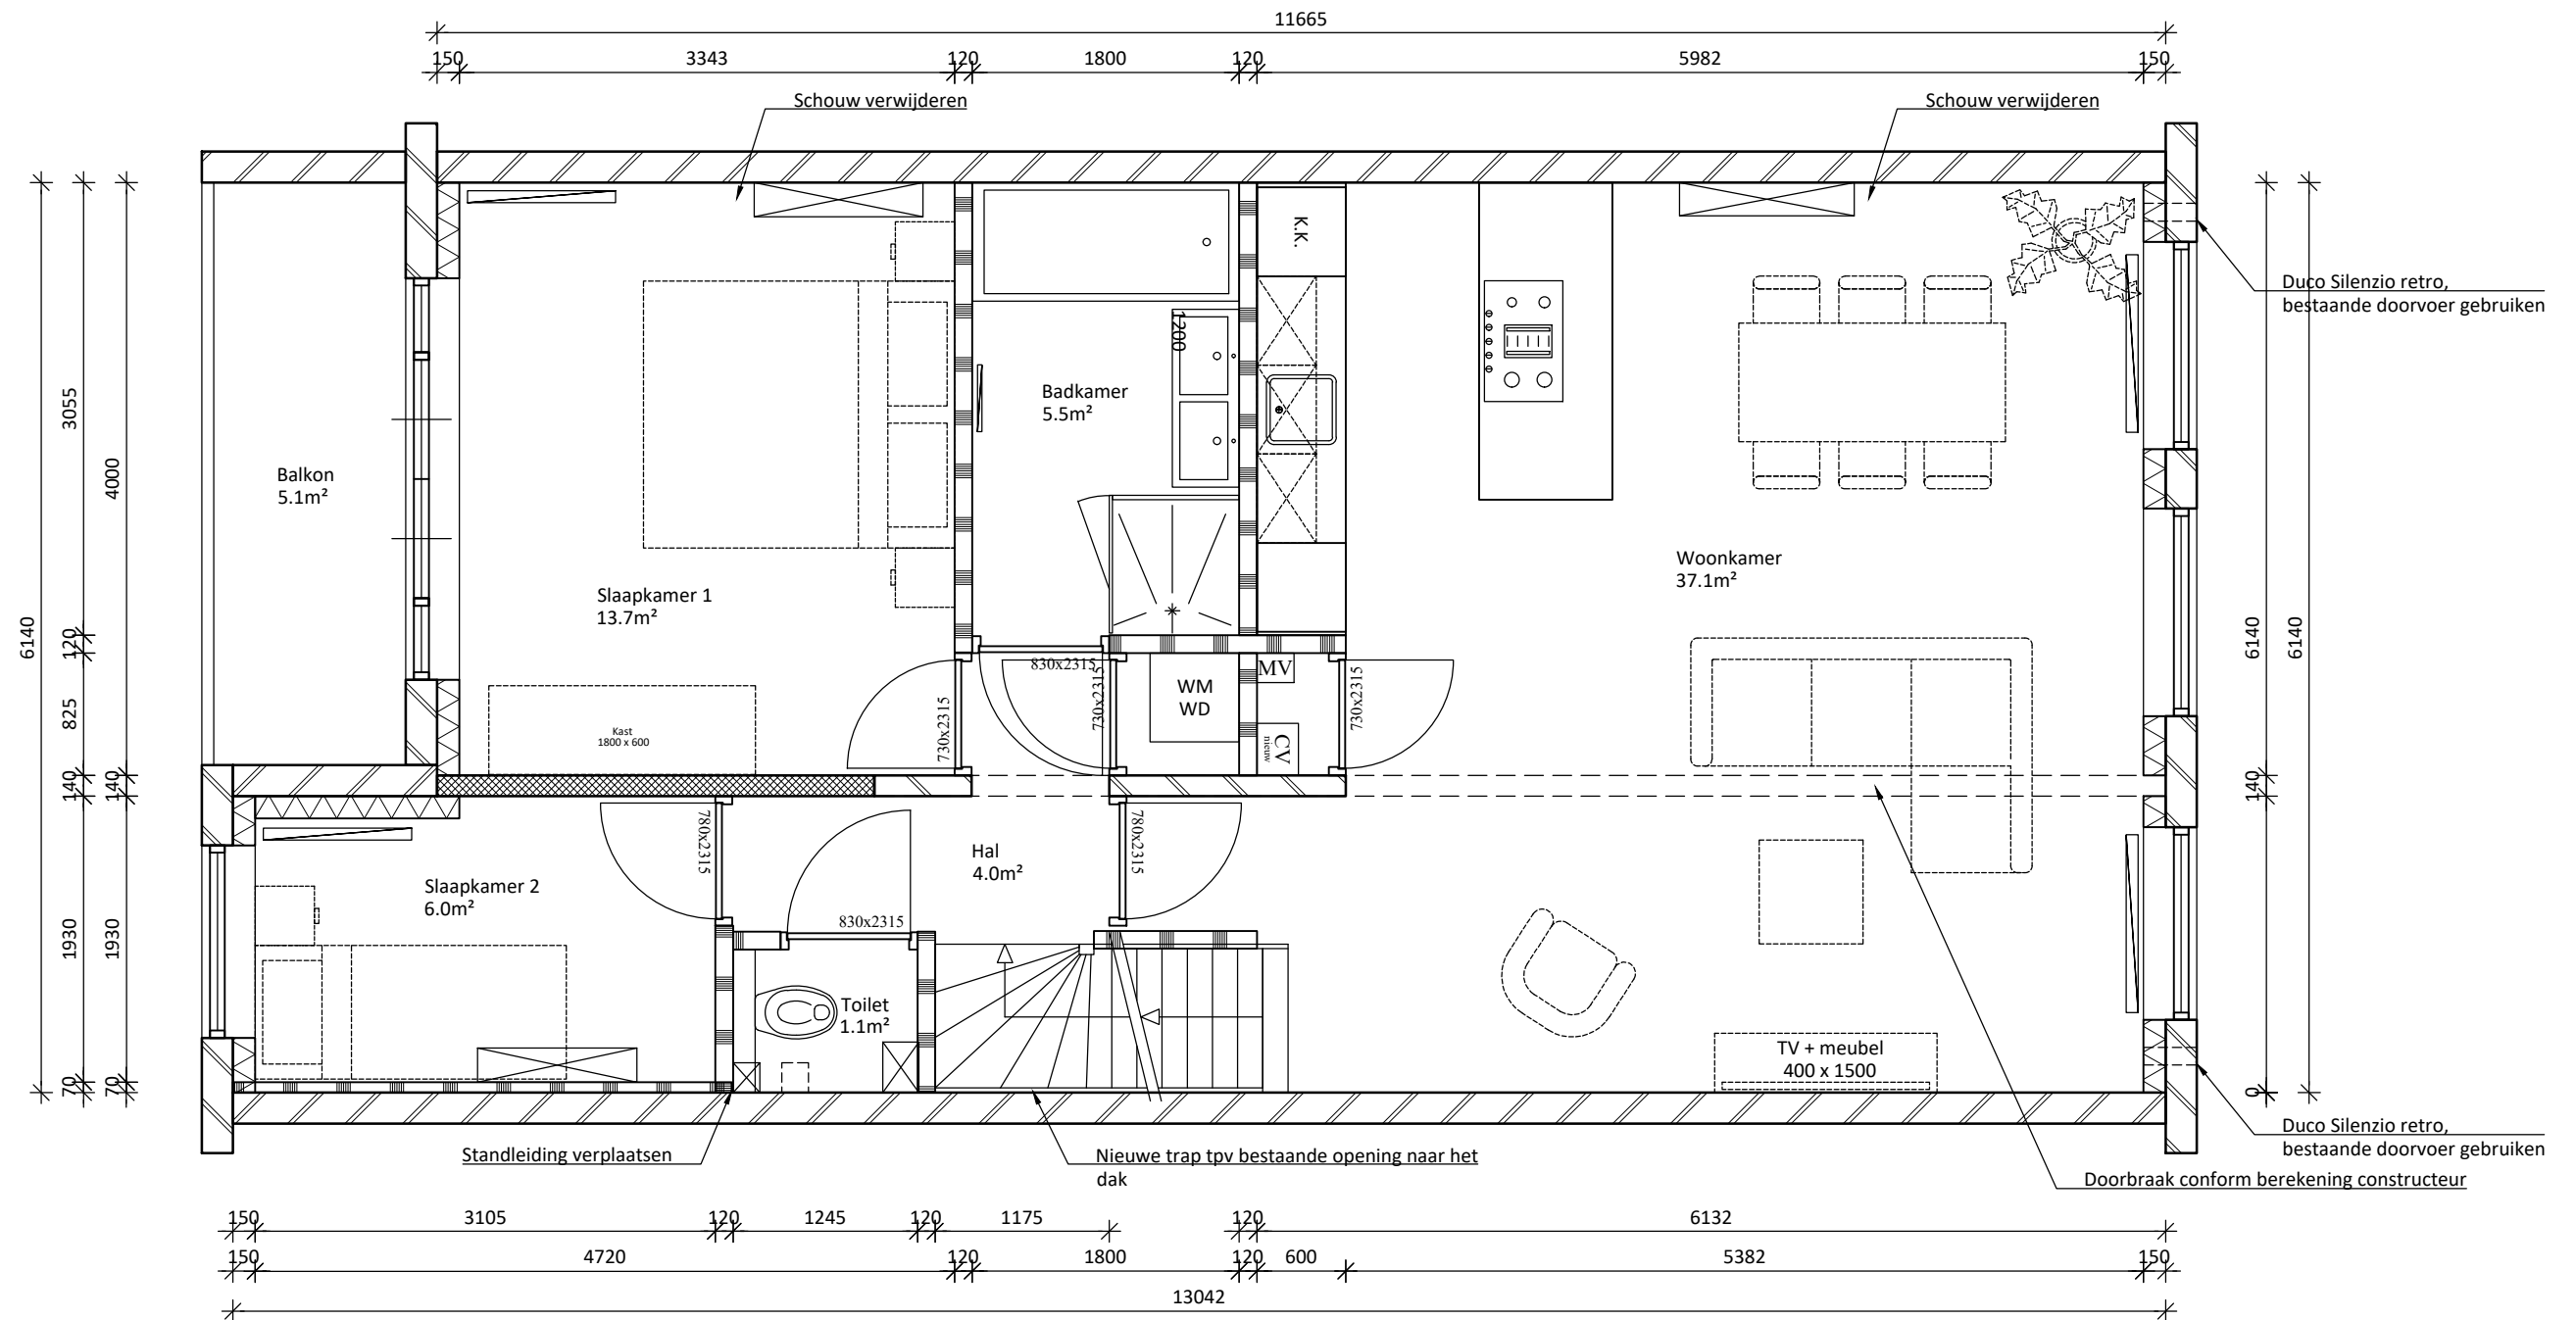 11665
150
3343
120
1800
120
5982
150
Schouw verwijderen
Schouw verwijderen
6140
3055
120
825
140
1930
70
4000
140
1930
70
Balkon
5.1m²
Slaapkamer 1
13.7m²
Kast
1800 x 600
Badkamer
5.5m²
1200
K.K.
Woonkamer
37.1m²
830x2315
730x2315
730x2315
730x2315
WM
WD
MV
CV
nieuw
Slaapkamer 2
6.0m²
780x2315
Hal
4.0m²
780x2315
830x2315
Toilet
1.1m²
TV + meubel
400 x 1500
Duco Silenzio retro,
bestaande doorvoer gebruiken
6140
140
0
6140
Duco Silenzio retro,
bestaande doorvoer gebruiken
Standleiding verplaatsen
Nieuwe trap tpv bestaande opening naar het
dak
Doorbraak conform berekening constructeur
150
3105
120
1245
120
1175
120
6132
150
4720
120
1800
120
600
5382
150
13042